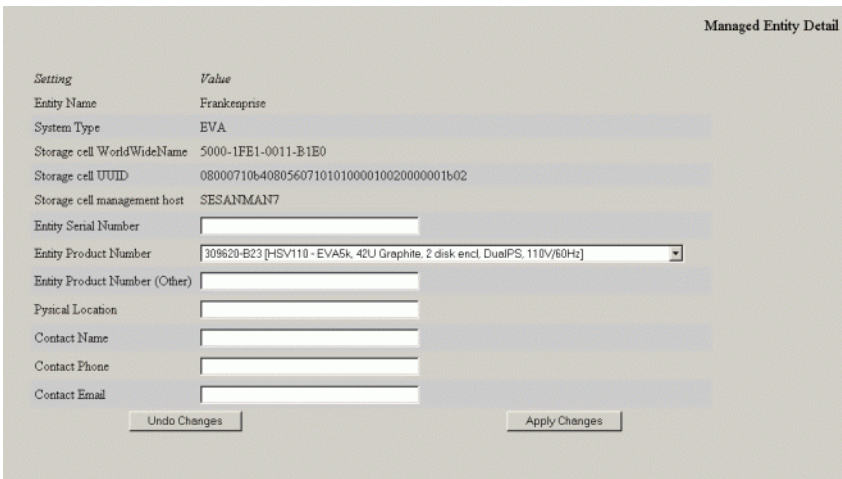 Managed Entity Detail
Setting Value
Entity Name Frankenprise
System Type EVA
Storage cell WorldWideName 5000-1FE1-0011-B1E0
Storage cell UUID 08000710b4080560710101000010020000001b02
Storage cell management host SESANMAN7
Entity Serial Number
Entity Product Number 309620-B23 [HSV110 - EVA5k, 42U Graphite, 2 disk encl, DualPS, 110V/60Hz]
Entity Product Number (Other)
Pysical Location
Contact Name
Contact Phone
Contact Email
Undo Changes Apply Changes